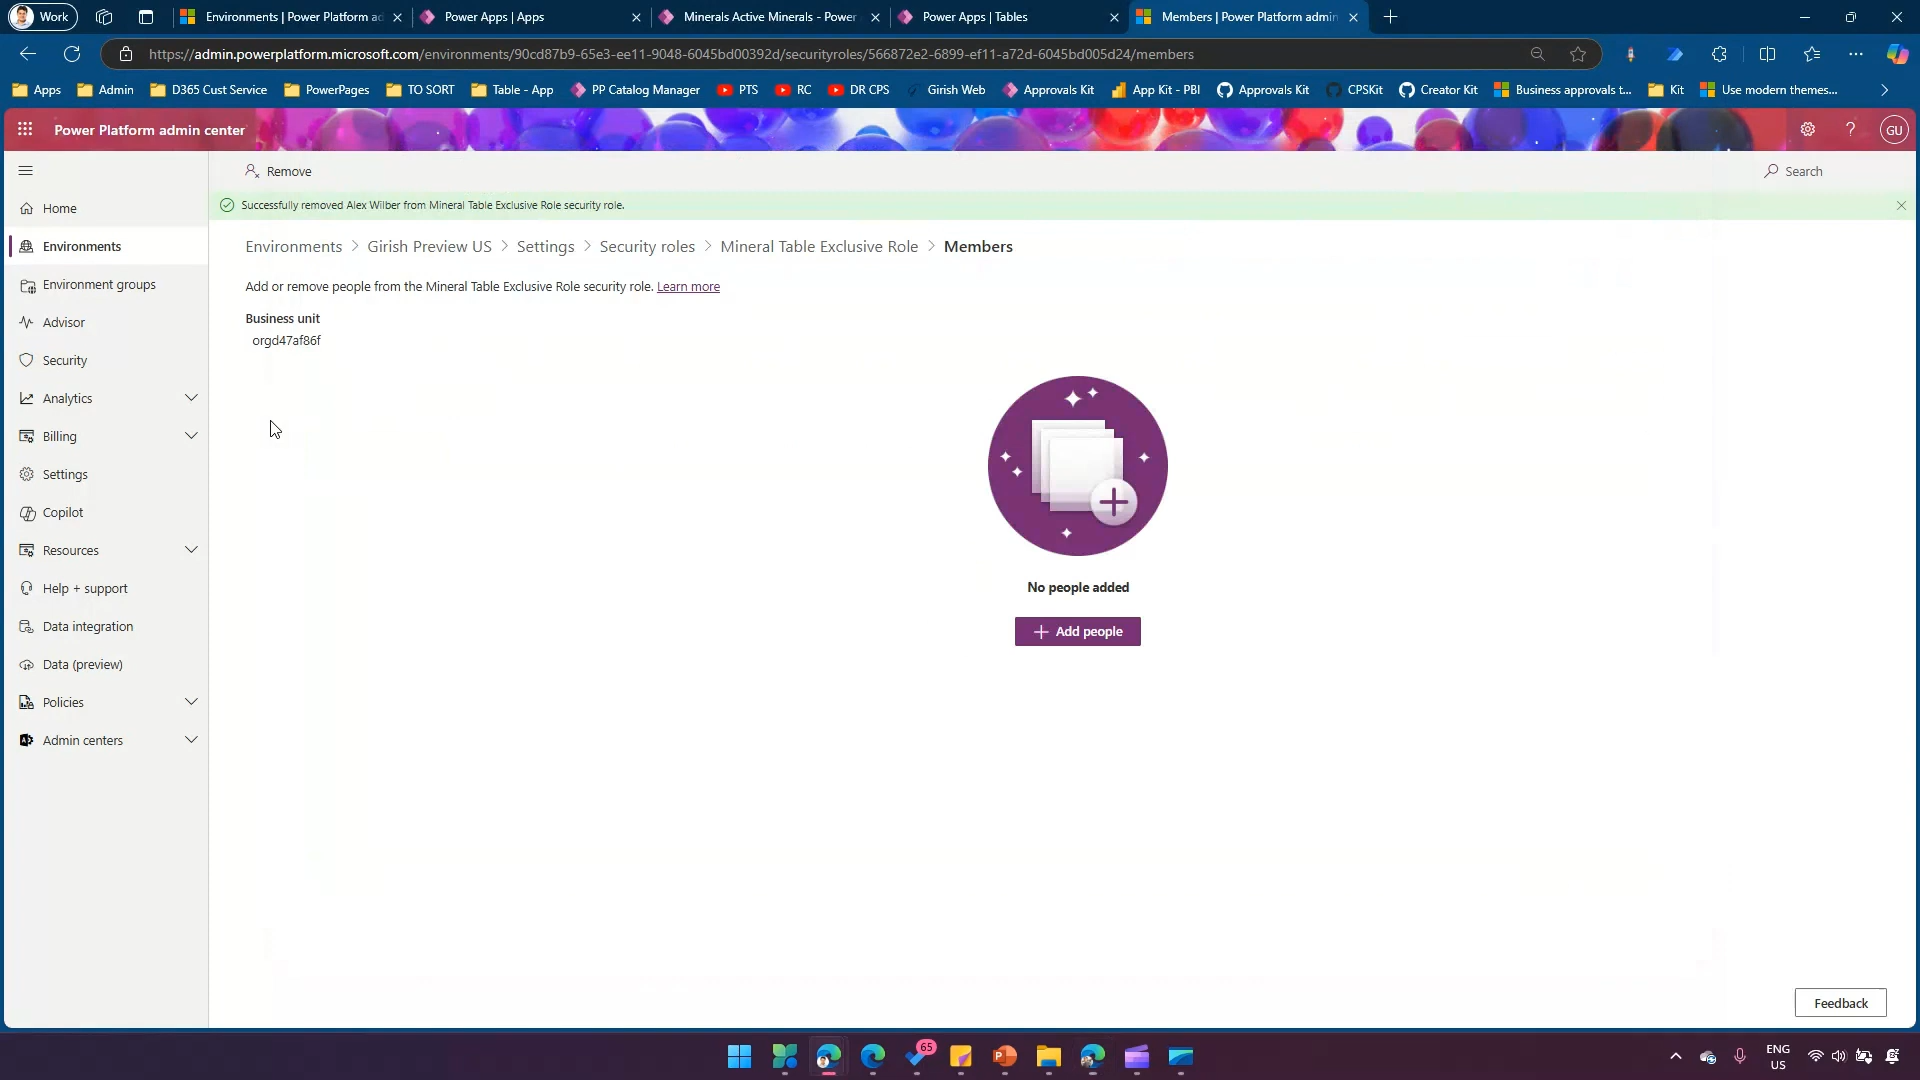 Work
Environments | Power Platform ad
Power Apps | Apps
Minerals Active Minerals - Power
Power Apps | Tables
Members | Power Platform admin
https://admin.powerplatform.microsoft.com/environments/90cd87b9-65e3-ee11-9048-6045bd00392d/securityroles/566872e2-6899-ef11-a72d-6045bd005d24/members
Apps
Admin
D365 Cust Service
PowerPages
TO SORT
Table - App
PP Catalog Manager
PTS
RC
DR CPS
Girish Web
Approvals Kit
App Kit - PBI
Approvals Kit
CPSKit
Creator Kit
Business approvals t...
Kit
Use modern themes...
Power Platform admin center
?
GU
Remove
Search
Successfully removed Alex Wilber from Mineral Table Exclusive Role security role.
Home
Environments
Environment groups
Advisor
Security
Analytics
Billing
Settings
Copilot
Resources
Help + support
Data integration
Data (preview)
Policies
Admin centers
Environments > Girish Preview US > Settings > Security roles > Mineral Table Exclusive Role > Members
Add or remove people from the Mineral Table Exclusive Role security role. Learn more
Business unit
orgd47af86f
No people added
+ Add people
Feedback
65
ENG
US